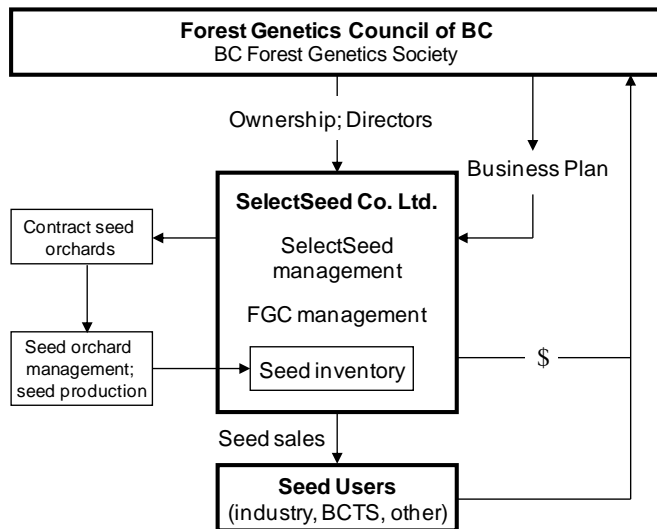 Forest Genetics Council of BC
BC Forest Genetics Society
Ownership; Directors
Business Plan
SelectSeed Co. Ltd.
SelectSeed
management
FGC management
Contract seed
orchards
Seed orchard
management;
seed production
Seed inventory
$
Seed sales
Seed Users
(industry, BCTS, other)